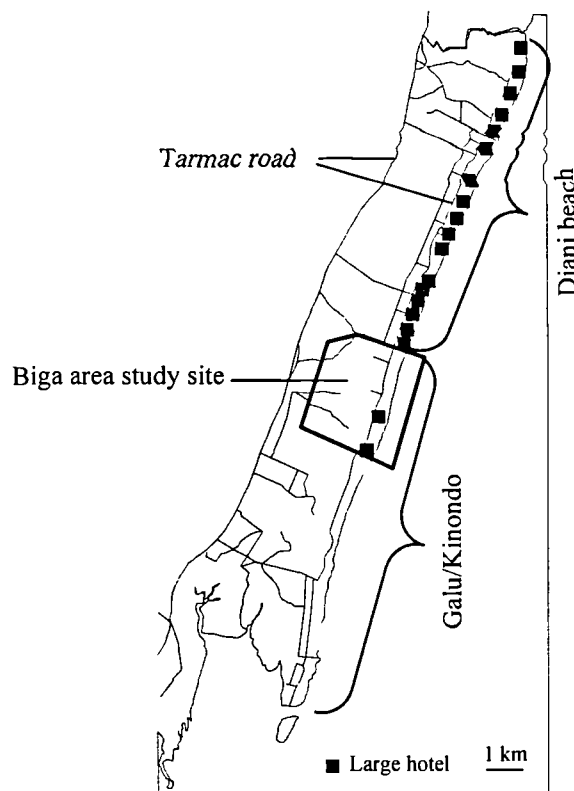 Tarmac road
Diani beach
Biga area study site
Galu/Kinondo
Large hotel
1 km